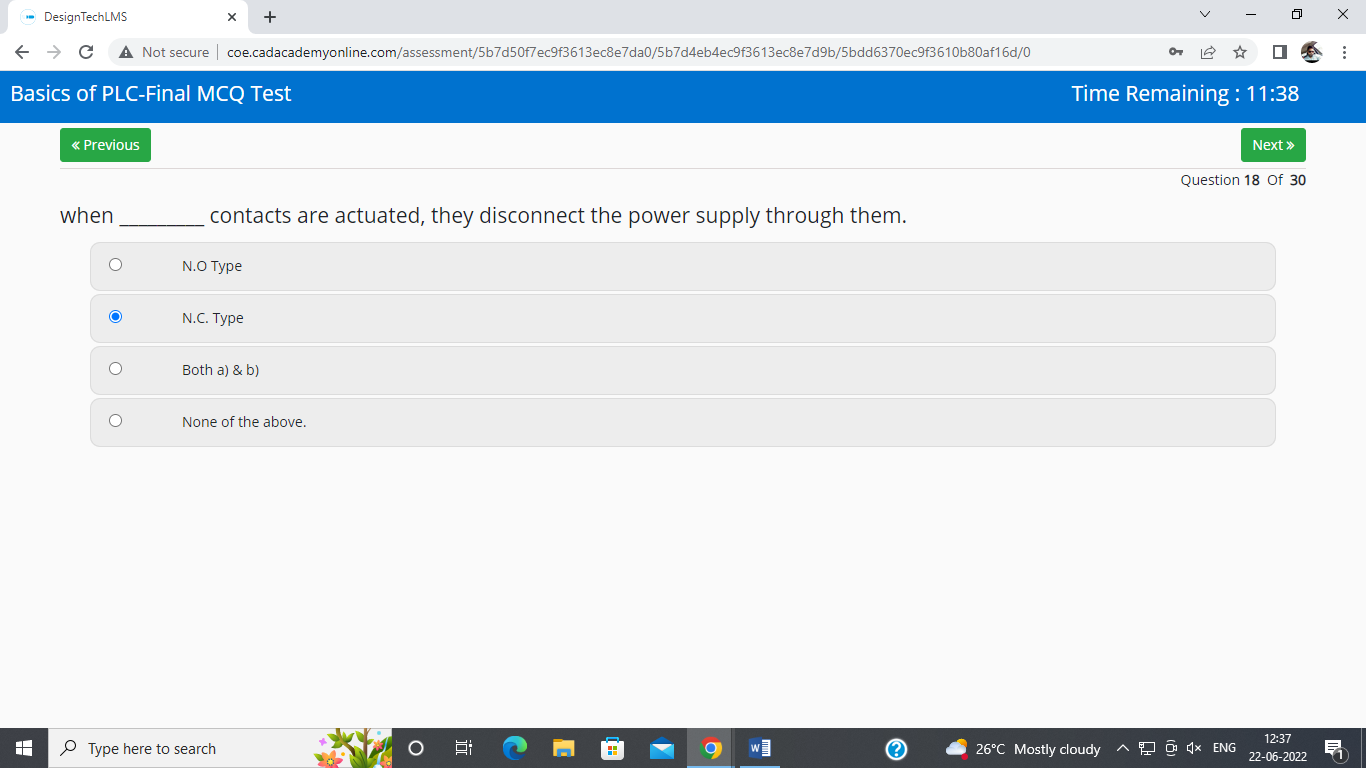 DesignTechLMS
Not secure
coe.cadacademyonline.com/assessment/5b7d50f7ec9f3613ec8e7da0/5b7d4eb4ec9f3613ec8e7d9b/5bdd6370ec9f3610b80af16d/0
Basics of PLC-Final MCQ Test
Time Remaining : 11:38
« Previous
Next »
Question 18 Of 30
when _________ contacts are actuated, they disconnect the power supply through them.
N.O Type
N.C. Type
Both a) & b)
None of the above.
Type here to search
26°C Mostly cloudy
ENG
12:37
22-06-2022
1